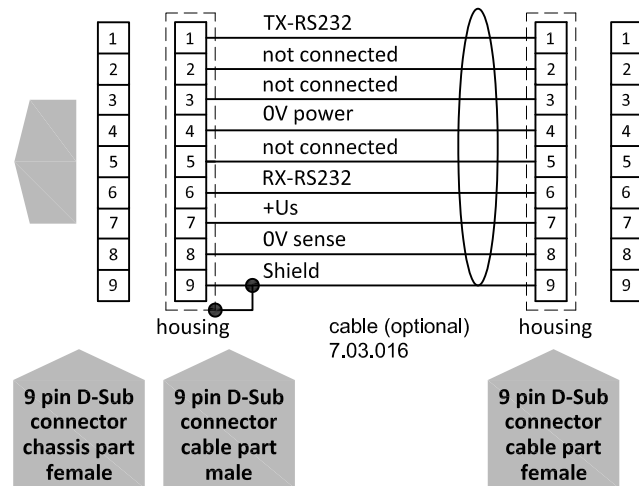 TX-RS232
1 1 1 1
not connected
2 2 2 2
not connected
3 3 3 3
0V power
4 4 4 4
not connected
5 5 5 5
RX-RS232
6 6 6 6
+Us
7 7 7 7
0V sense
8 8 8 8
Shield
9 9 9 9
housing
cable (optional)
7.03.016
housing
9 pin D-Sub
connector
chassis part
female
9 pin D-Sub
connector
cable part
male
9 pin D-Sub
connector
cable part
female